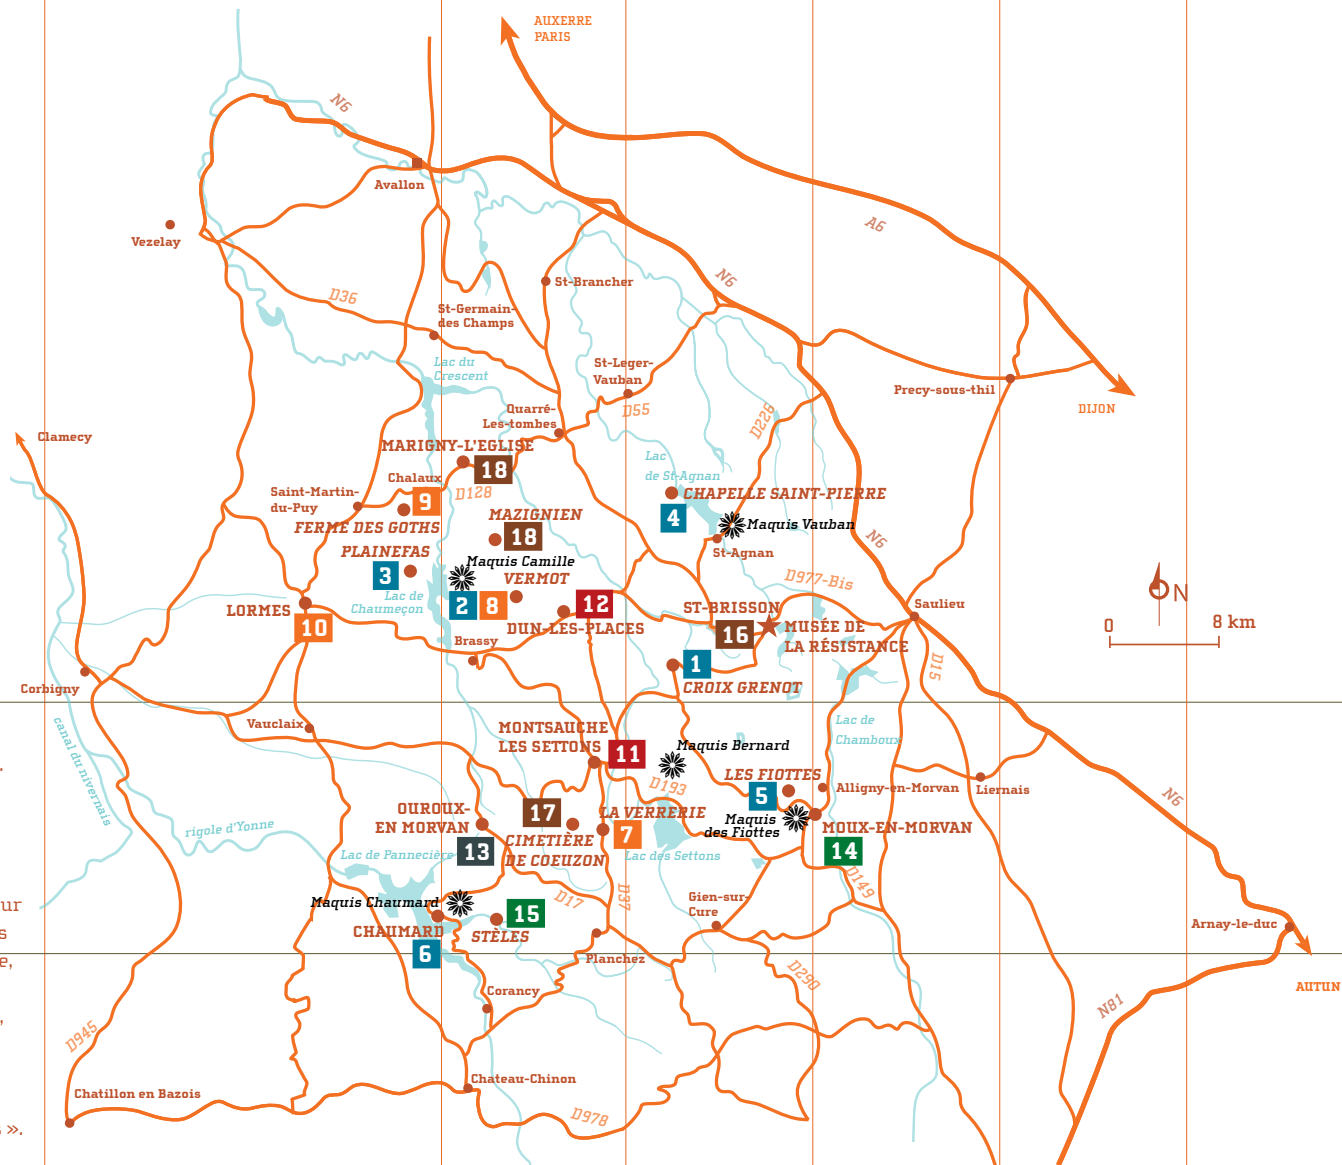 AUXERRE
PARIS
N6
A6
Avallon
Vezelay
D36
St-Brancher
N6
St-Germain-
des Champs
Lac du
Crescent
St-Leger-
Vauban
Precy-sous-thil
DIJON
Quarré-
Les-tombes
D55
D226
Clamecy
MARIGNY-L'EGLISE
18
Lac
de St-Agnan
Chalaux
9
D128
Saint-Martin-
du-Puy
FERME DES GOTHS
CHAPELLE SAINT-PIERRE
4
Maquis Vauban
St-Agnan
N6
MAZIGNIEN
18
PLAINEFAS
3
Maquis Camille
VERMOT
2
8
Lac de
Chaumeçon
D977-Bis
LORMES
10
12
DUN-LES-PLACES
Brassy
ST-BRISSON
16
MUSÉE DE
LA RÉSISTANCE
Saulieu
N
0
8 km
1
CROIX GRENOT
D15
Corbigny
canal du nivernais
Vauclaix
MONTSAUCHE
LES SETTONS
11
Maquis Bernard
Lac de
Chamboux
D193
LES FIOTTES
5
Alligny-en-Morvan
Liernais
N6
OUROUX-
EN MORVAN
13
17
CIMETIÈRE
DE COEUZON
LA VERRERIE
7
Maquis
des Fiottes
MOUX-EN-MORVAN
14
rigole d'Yonne
Lac de Pannecière
Lac des Settons
D149
Maquis Chaumard
CHAUMARD
6
15
STÈLES
D17
D37
Gien-sur-
Cure
Arnay-le-duc
ur
s
e,
.
,
Planchez
D290
AUTUN
Corancy
N81
D945
Chateau-Chinon
Chatillon en Bazois
D978
s ».